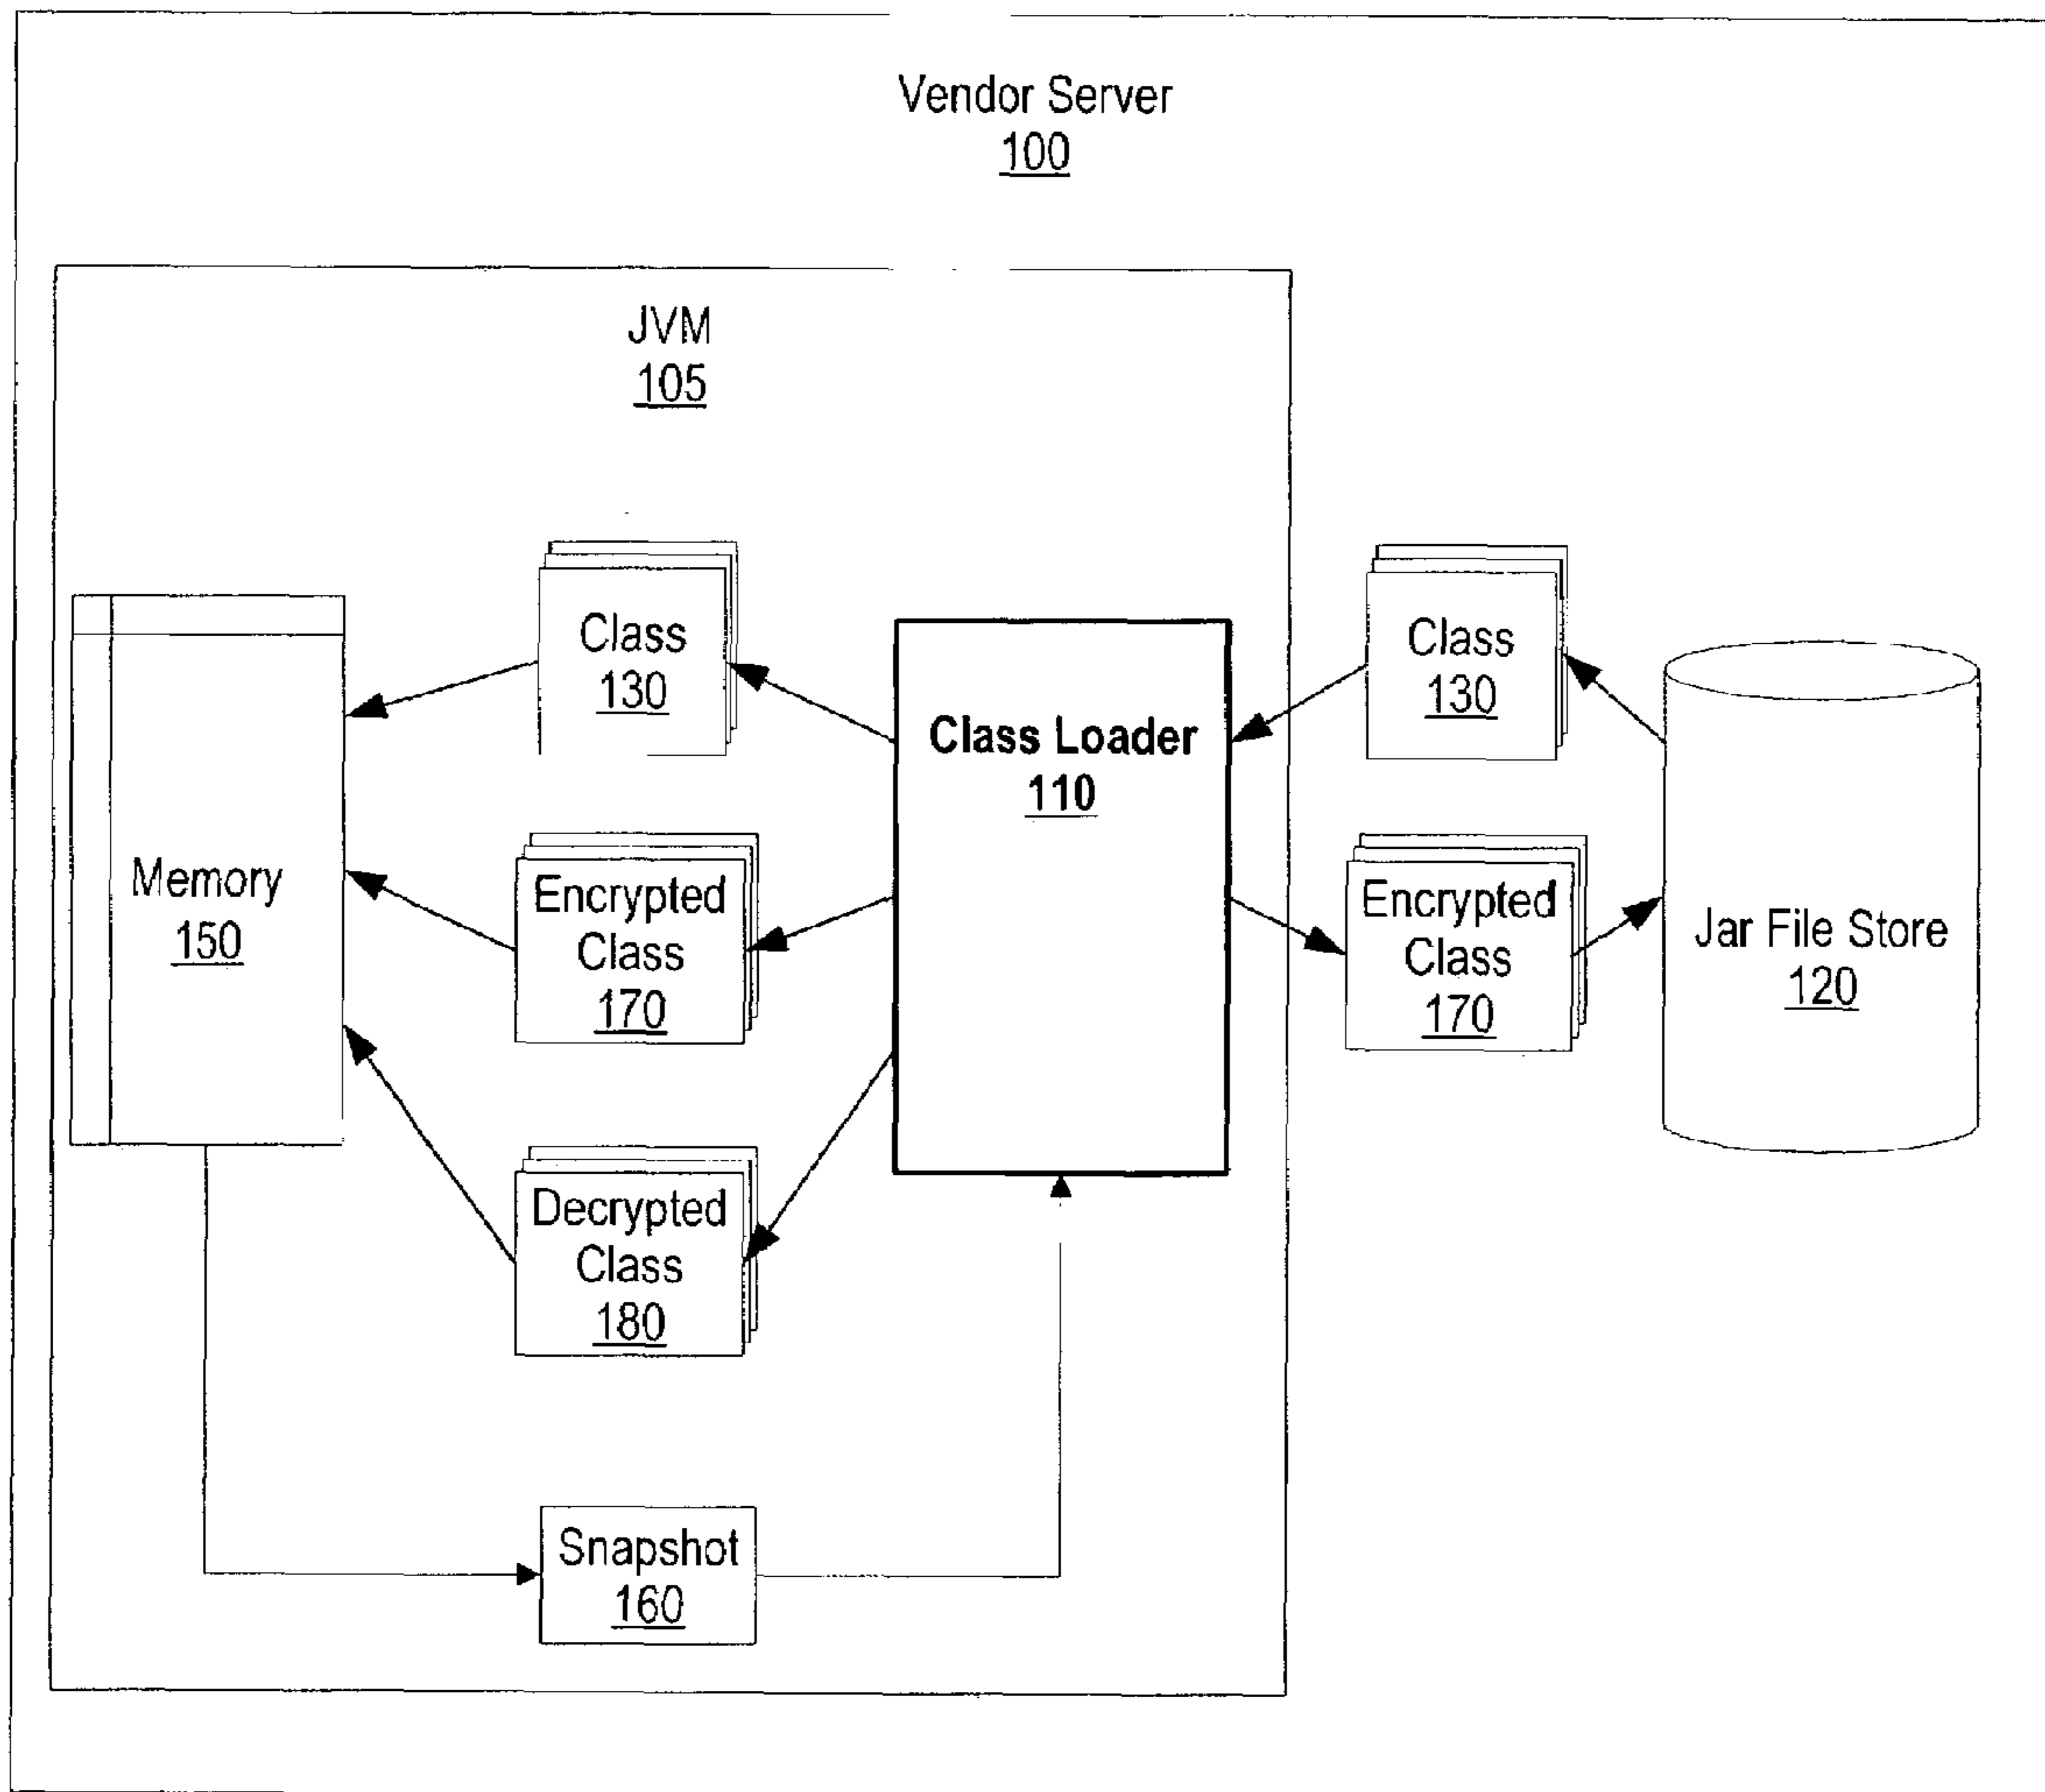 Vendor Server
100
JVM
105
Class
130
Class
130
Class Loader
110
Memory
150
Encrypted
Class
170
Encrypted
Class
170
Jar File Store
120
Decrypted
Class
180
Snapshot
160